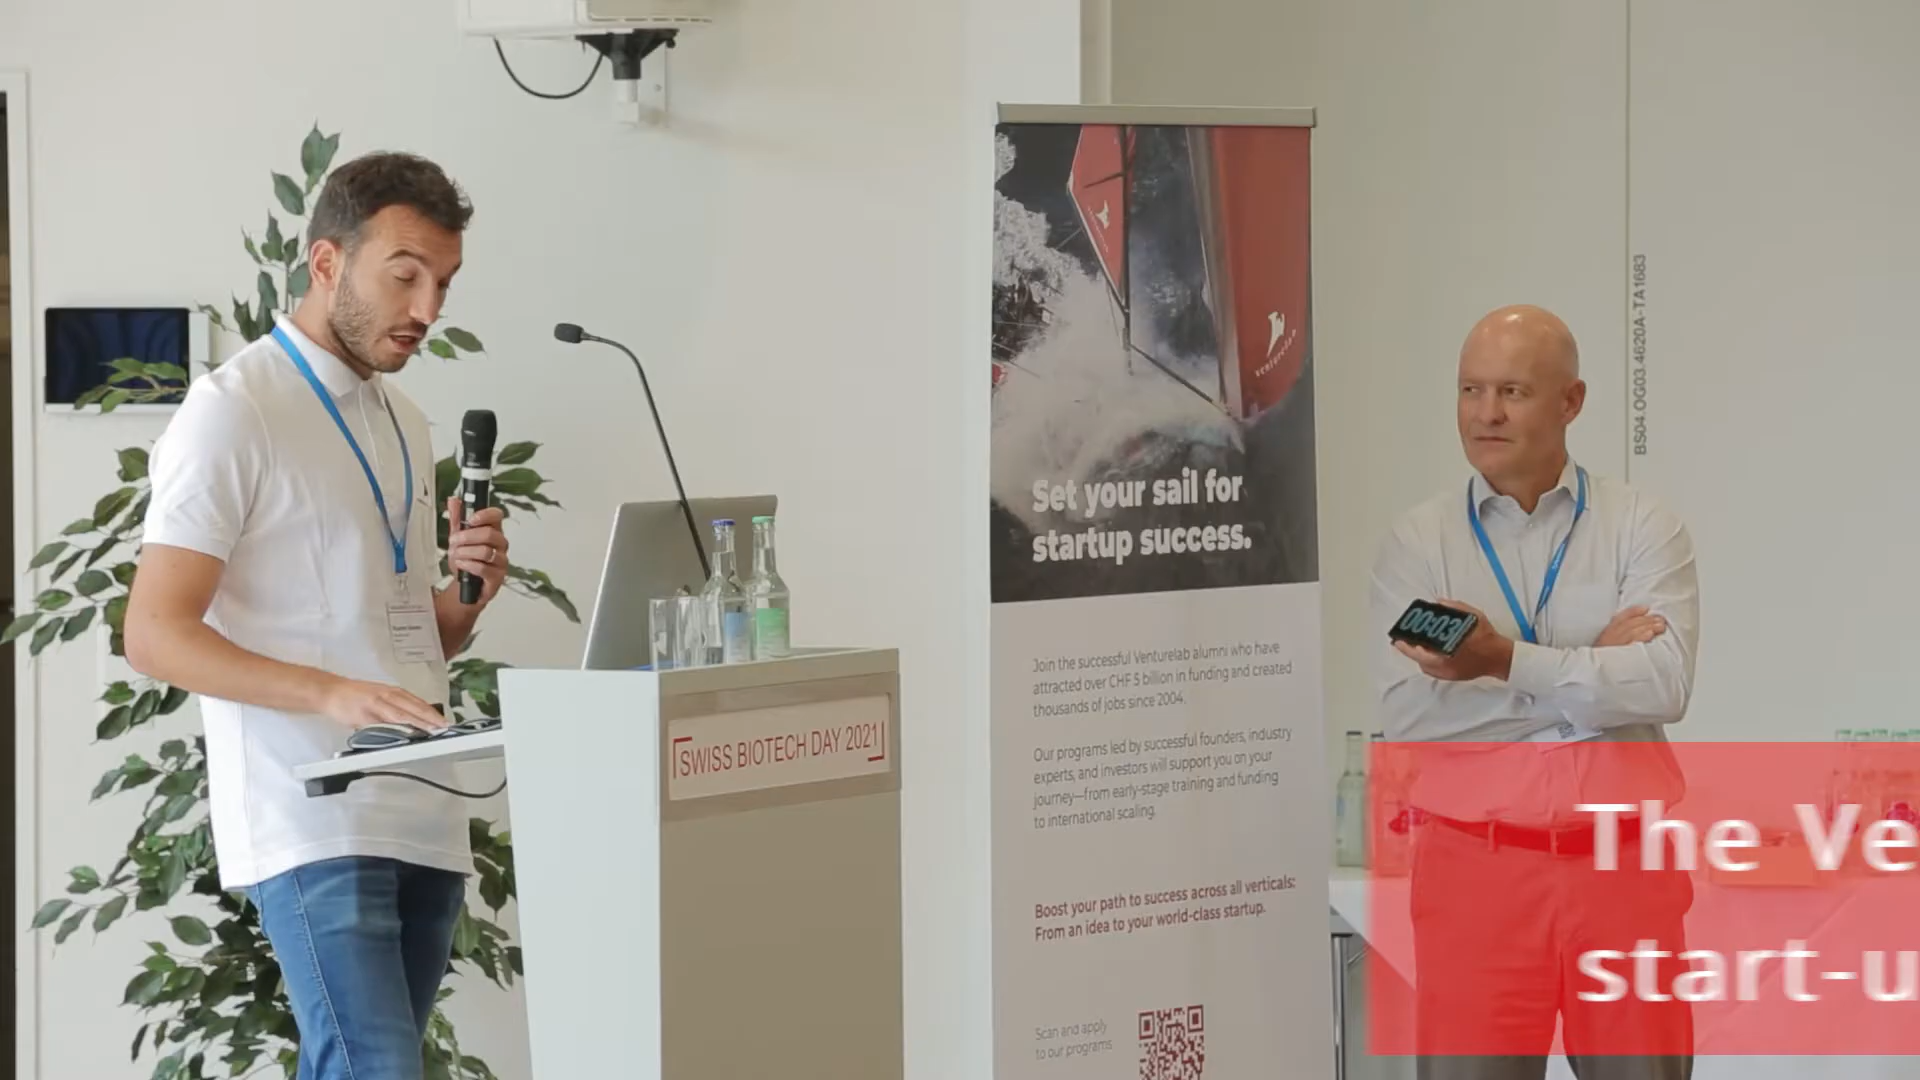 venturelab
Set your sail for
startup success.
Join the successful Venturelab alumni who have
attracted over CHF 5 billion in funding and created
thousands of jobs since 2004.
Our programs led by successful founders, industry
experts, and investors will support you on your
journey—from early-stage training and funding
to international scaling.
Boost your path to success across all verticals:
From an idea to your world-class startup.
Scan and apply
to our programs
SWISS BIOTECH DAY 2021
BS04.OG03.4620A-TA1683
00:03
The Ve
start-u